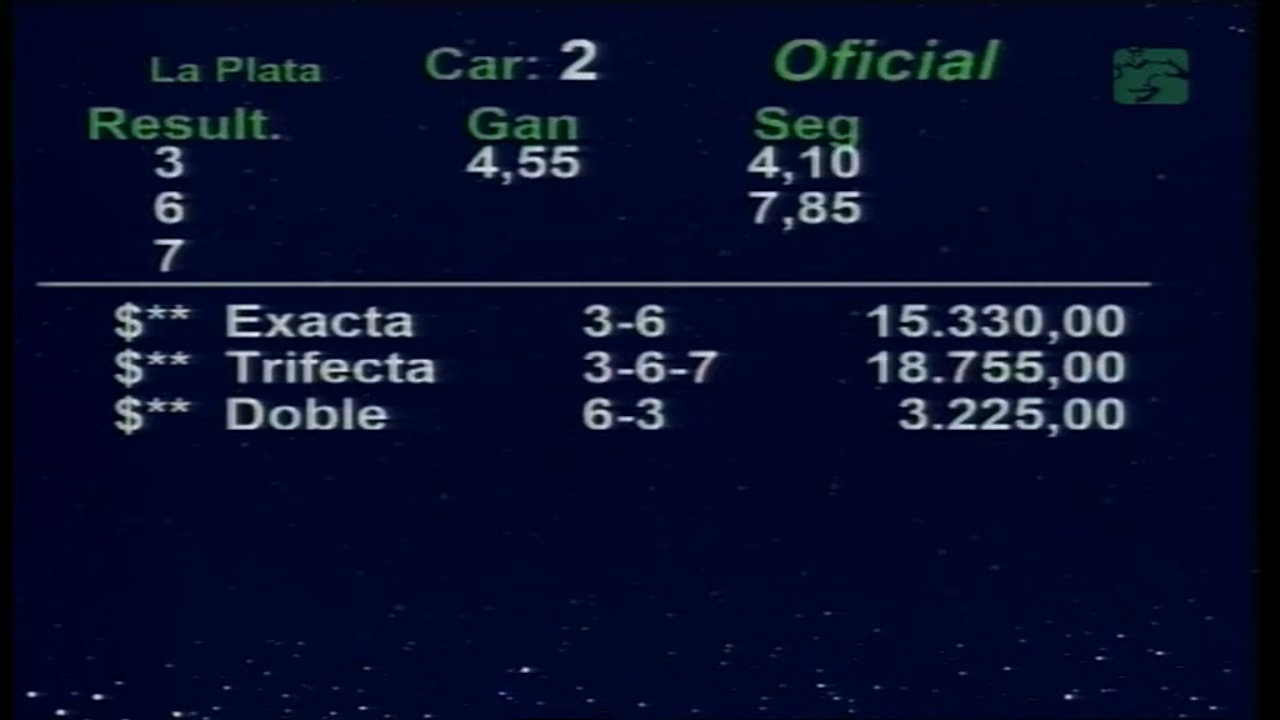 La Plata Car: 2 Oficial
Result. Gan Seg
3 4,55 4,10
6 7,85
7
$** Exacta 3-6 15.330,00
$** Trifecta 3-6-7 18.755,00
$** Doble 6-3 3.225,00